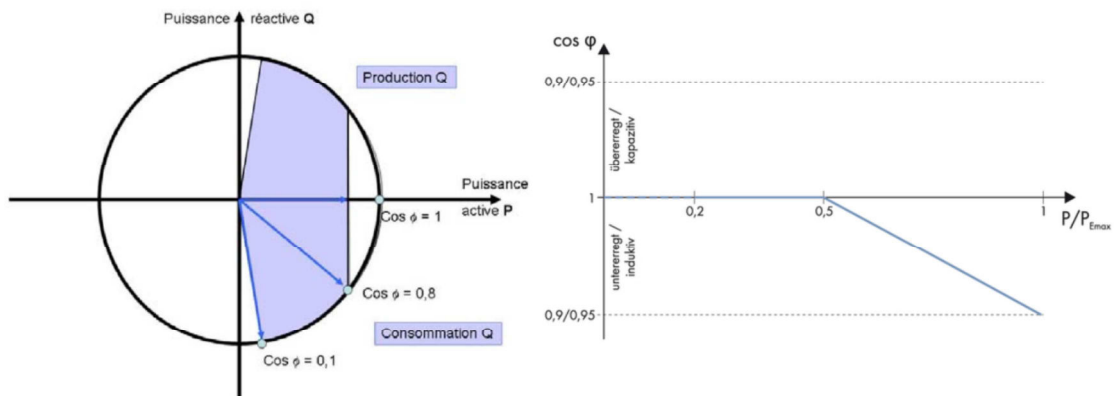 Puissance réactive Q
Production Q
Puissance
active P
Cos ϕ = 1
Cos ϕ = 0,8
Consommation Q
Cos ϕ = 0,1
cos φ
0,9/0,95
übererregt /
kapazitiv
1
0,2
0,5
1
P/P_Emax
untererregt /
induktiv
0,9/0,95